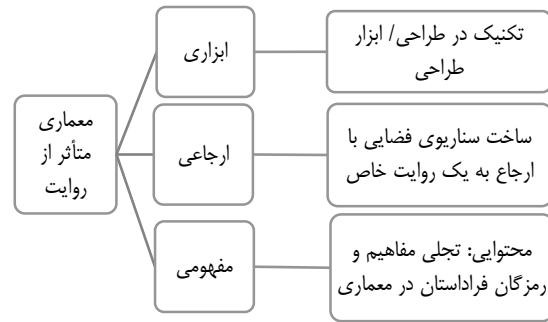 معماری
متأثر از
روایت
ابزاری
تکنیک در طراحی/ ابزار
طراحی
ارجاعی
ساخت سناریوی فضایی با
ارجاع به یک روایت خاص
مفهومی
محتوایی: تجلی مفاهیم و
رمزگان فراداستان در معماری